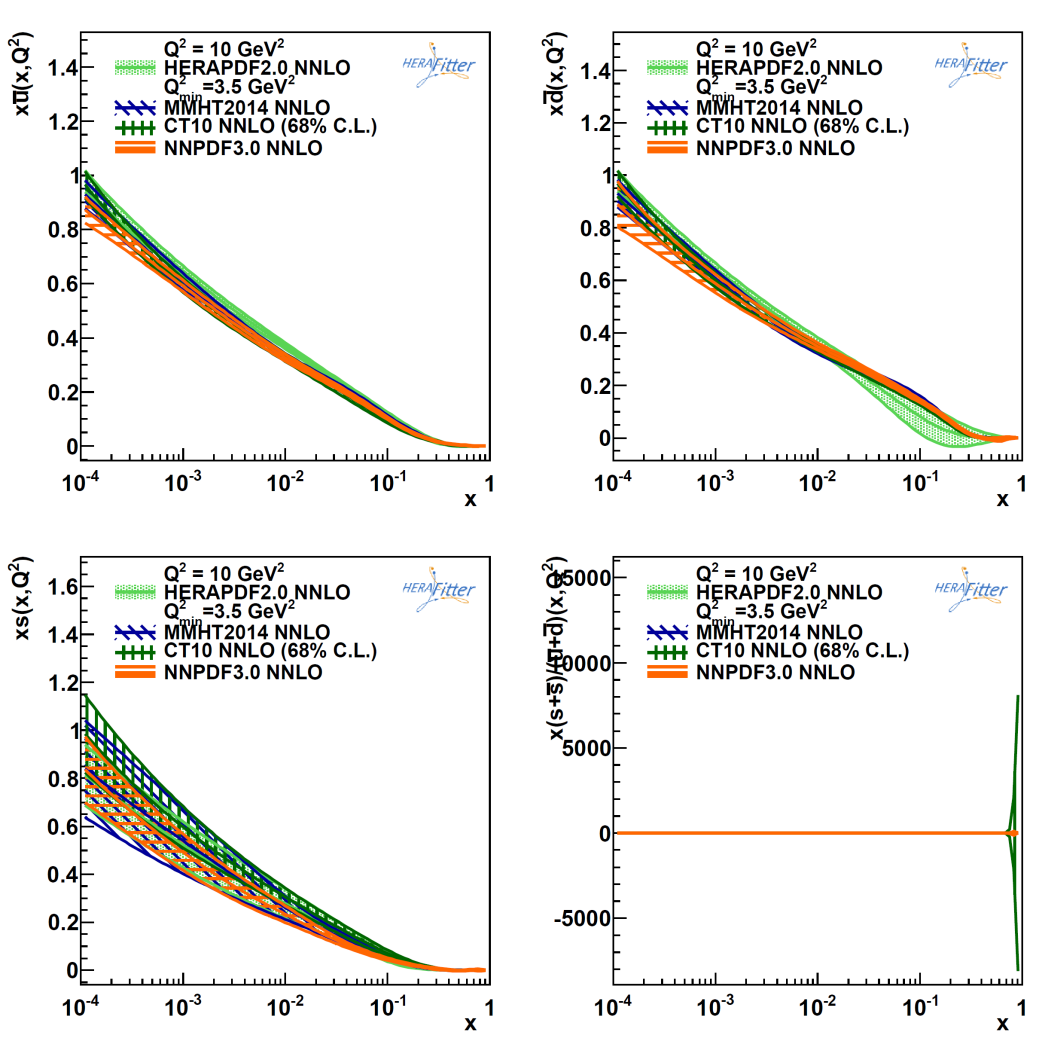 xu̅(x,Q²)
Q² = 10 GeV²
HERAPDF2.0 NNLO
Q²min =3.5 GeV²
MMHT2014 NNLO
CT10 NNLO (68% C.L.)
NNPDF3.0 NNLO
HERAFitter
1.4
1.2
1
0.8
0.6
0.4
0.2
0
10⁻⁴ 10⁻³ 10⁻² 10⁻¹ 1
x
xd̅(x,Q²)
Q² = 10 GeV²
HERAPDF2.0 NNLO
Q²min =3.5 GeV²
MMHT2014 NNLO
CT10 NNLO (68% C.L.)
NNPDF3.0 NNLO
HERAFitter
1.4
1.2
1
0.8
0.6
0.4
0.2
0
10⁻⁴ 10⁻³ 10⁻² 10⁻¹ 1
x
xs(x,Q²)
Q² = 10 GeV²
HERAPDF2.0 NNLO
Q²min =3.5 GeV²
MMHT2014 NNLO
CT10 NNLO (68% C.L.)
NNPDF3.0 NNLO
HERAFitter
1.6
1.4
1.2
1
0.8
0.6
0.4
0.2
0
10⁻⁴ 10⁻³ 10⁻² 10⁻¹ 1
x
x(s+s̅)/(u̅+d̅)(x,Q²)
Q² = 10 GeV²
HERAPDF2.0 NNLO
Q²min =3.5 GeV²
MMHT2014 NNLO
CT10 NNLO (68% C.L.)
NNPDF3.0 NNLO
HERAFitter
15000
10000
5000
0
-5000
10⁻⁴ 10⁻³ 10⁻² 10⁻¹ 1
x